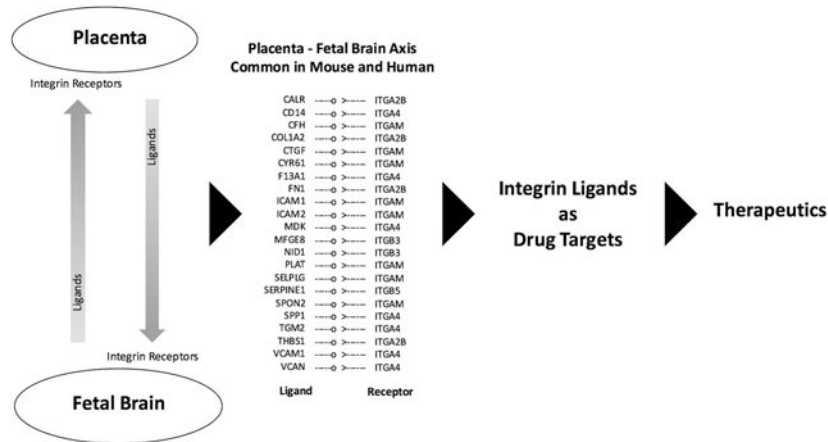 Placenta
Integrin Receptors
Ligands
Ligands
Integrin Receptors
Fetal Brain
Placenta - Fetal Brain Axis
Common in Mouse and Human
CALR ITGA2B
CD14 ITGA4
CFH ITGAM
COL1A2 ITGA2B
CTGF ITGAM
CYR61 ITGAM
F13A1 ITGA4
FN1 ITGA2B
ICAM1 ITGAM
ICAM2 ITGAM
MDK ITGA4
MFGE8 ITGB3
NID1 ITGB3
PLAT ITGAM
SELPLG ITGAM
SERPINE1 ITGB5
SPON2 ITGAM
SPP1 ITGA4
TGM2 ITGA4
THBS1 ITGA2B
VCAM1 ITGA4
VCAN ITGA4
Ligand Receptor
Integrin Ligands
as
Drug Targets
Therapeutics